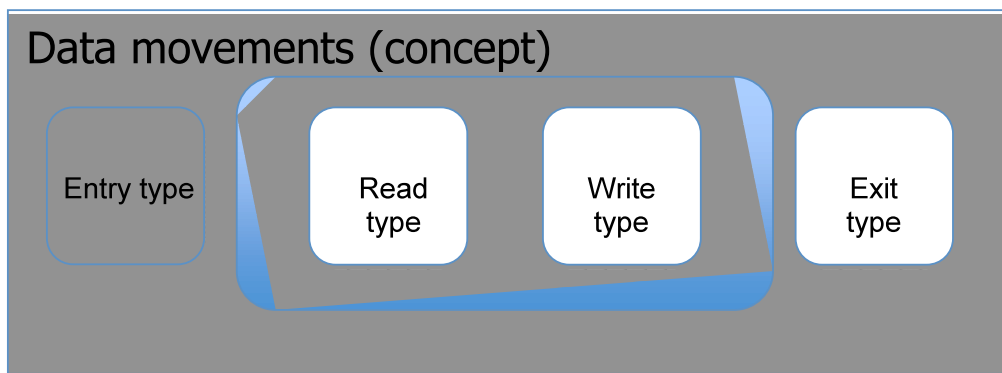 Data movements (concept)
Entry type
Read
type
Write
type
Exit
type